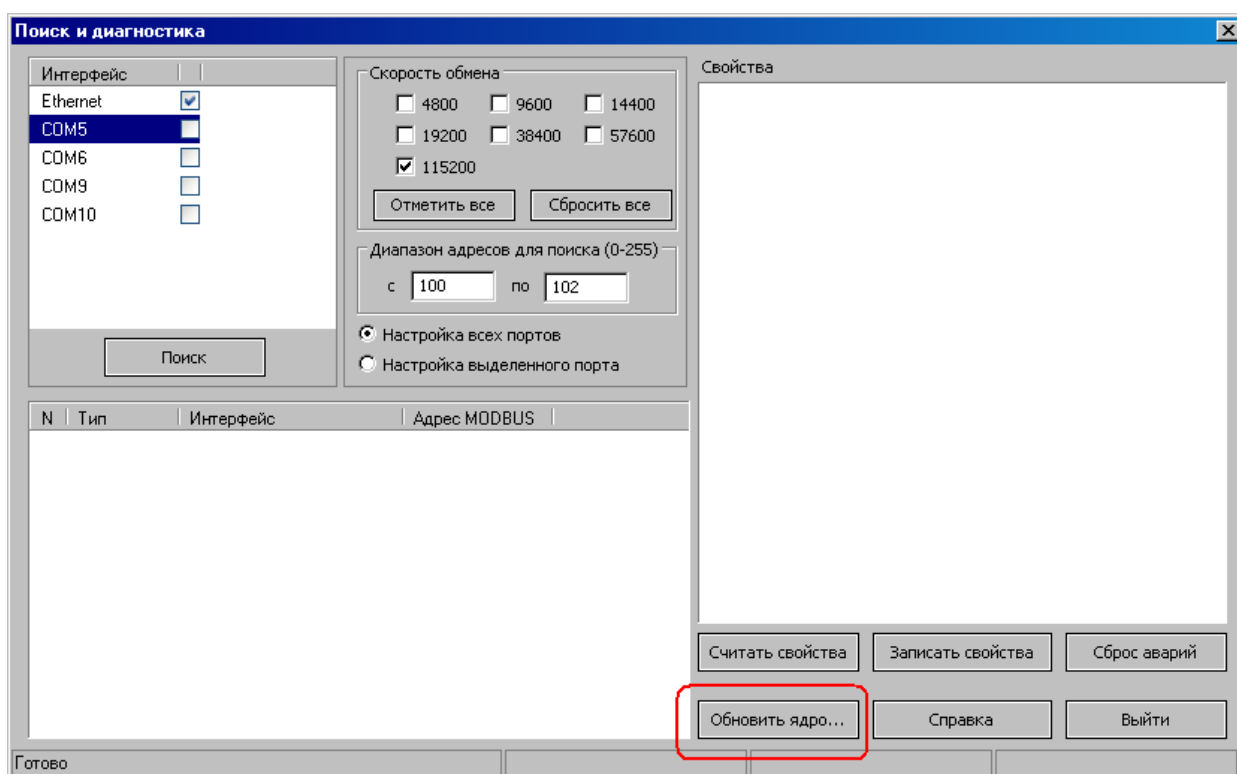 Поиск и диагностика
Интерфейс
Ethernet
COM5
COM6
COM9
COM10
Поиск
Скорость обмена
4800 9600 14400
19200 38400 57600
115200
Отметить все Сбросить все
Диапазон адресов для поиска (0-255)
с 100 по 102
Настройка всех портов
Настройка выделенного порта
Свойства
N Тип Интерфейс Адрес MODBUS
Считать свойства Записать свойства Сброс аварий
Обновить ядро... Справка Выйти
Готово